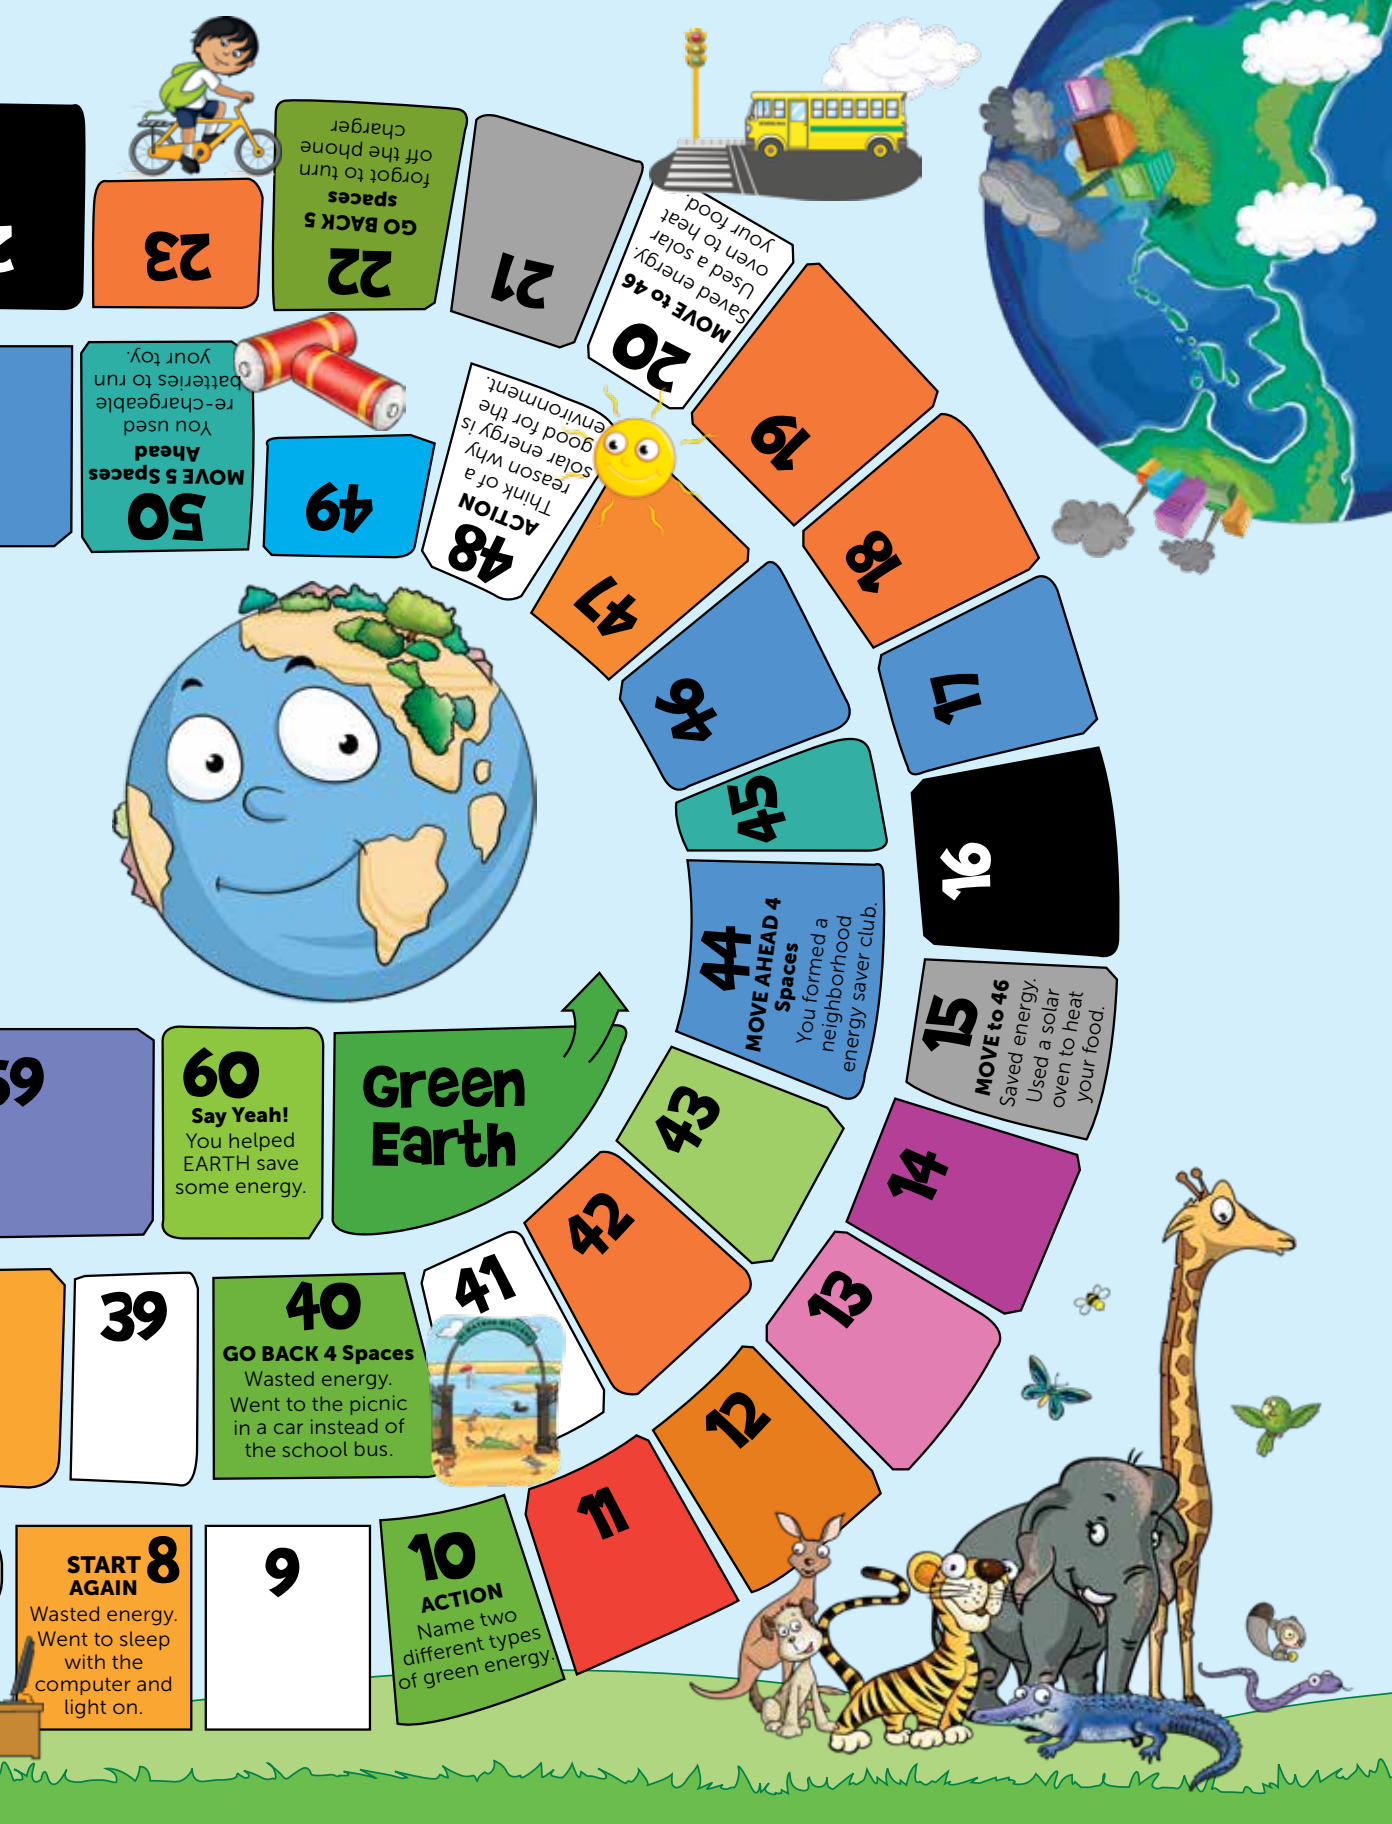 23
22
GO BACK 5
spaces
forgot to turn
off the phone
charger
21
20
MOVE to 46
Saved energy.
Used a solar
oven to heat
your food.
19
18
17
16
15
MOVE to 46
Saved energy.
Used a solar
oven to heat
your food.
14
13
12
11
10
ACTION
Name two
different types
of green energy.
9
8
START
AGAIN
Wasted energy.
Went to sleep
with the
computer and
light on.
50
MOVE 5 Spaces
Ahead
You used
re-chargeable
batteries to run
your toy.
49
48
ACTION
Think of a
reason why
solar energy is
good for the
environment.
47
46
45
44
MOVE AHEAD 4
Spaces
You formed a
neighborhood
energy saver club.
43
42
41
40
GO BACK 4 Spaces
Wasted energy.
Went to the picnic
in a car instead of
the school bus.
39
60
Say Yeah!
You helped
EARTH save
some energy.
Green
Earth